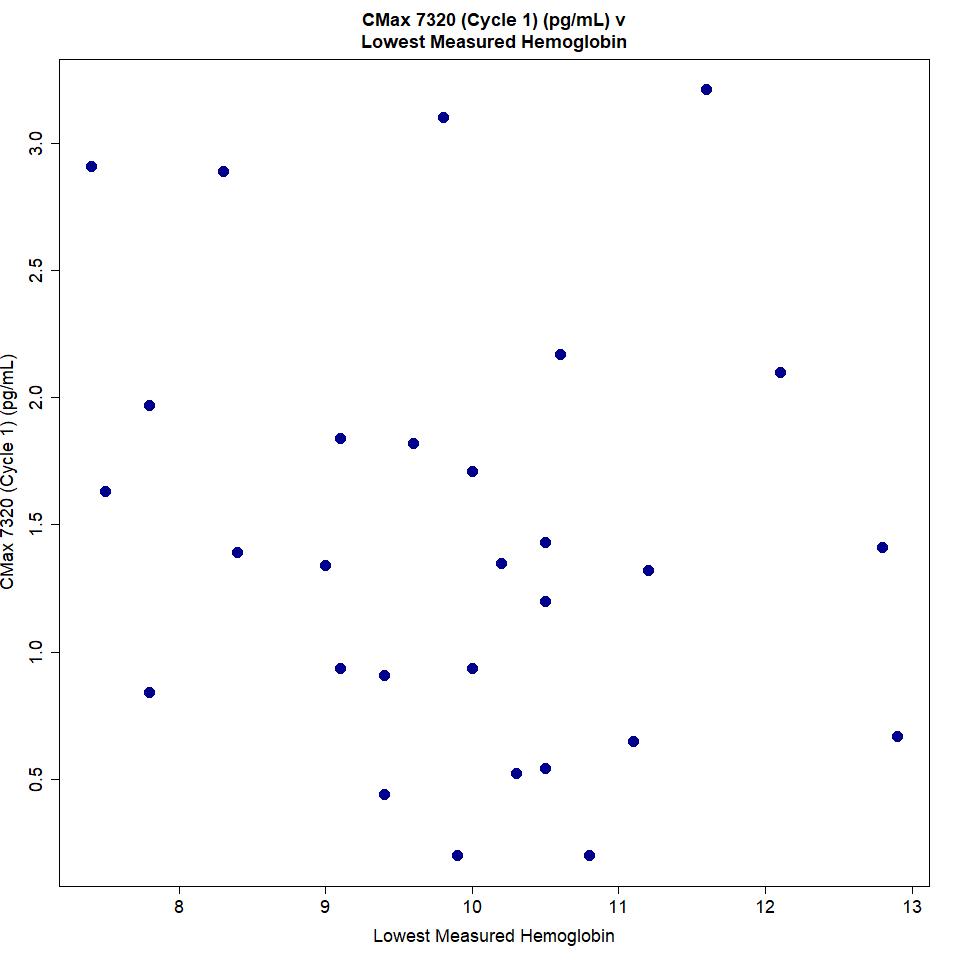 CMax 7320 (Cycle 1) (pg/mL) v
Lowest Measured Hemoglobin
CMax 7320 (Cycle 1) (pg/mL)
3.0
2.5
2.0
1.5
1.0
0.5
8 9 10 11 12 13
Lowest Measured Hemoglobin